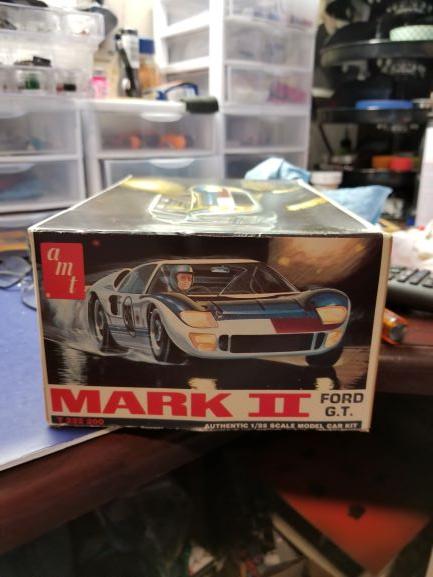 amt
MARK II
FORD
G.T.
AUTHENTIC 1/25 SCALE MODEL CAR KIT